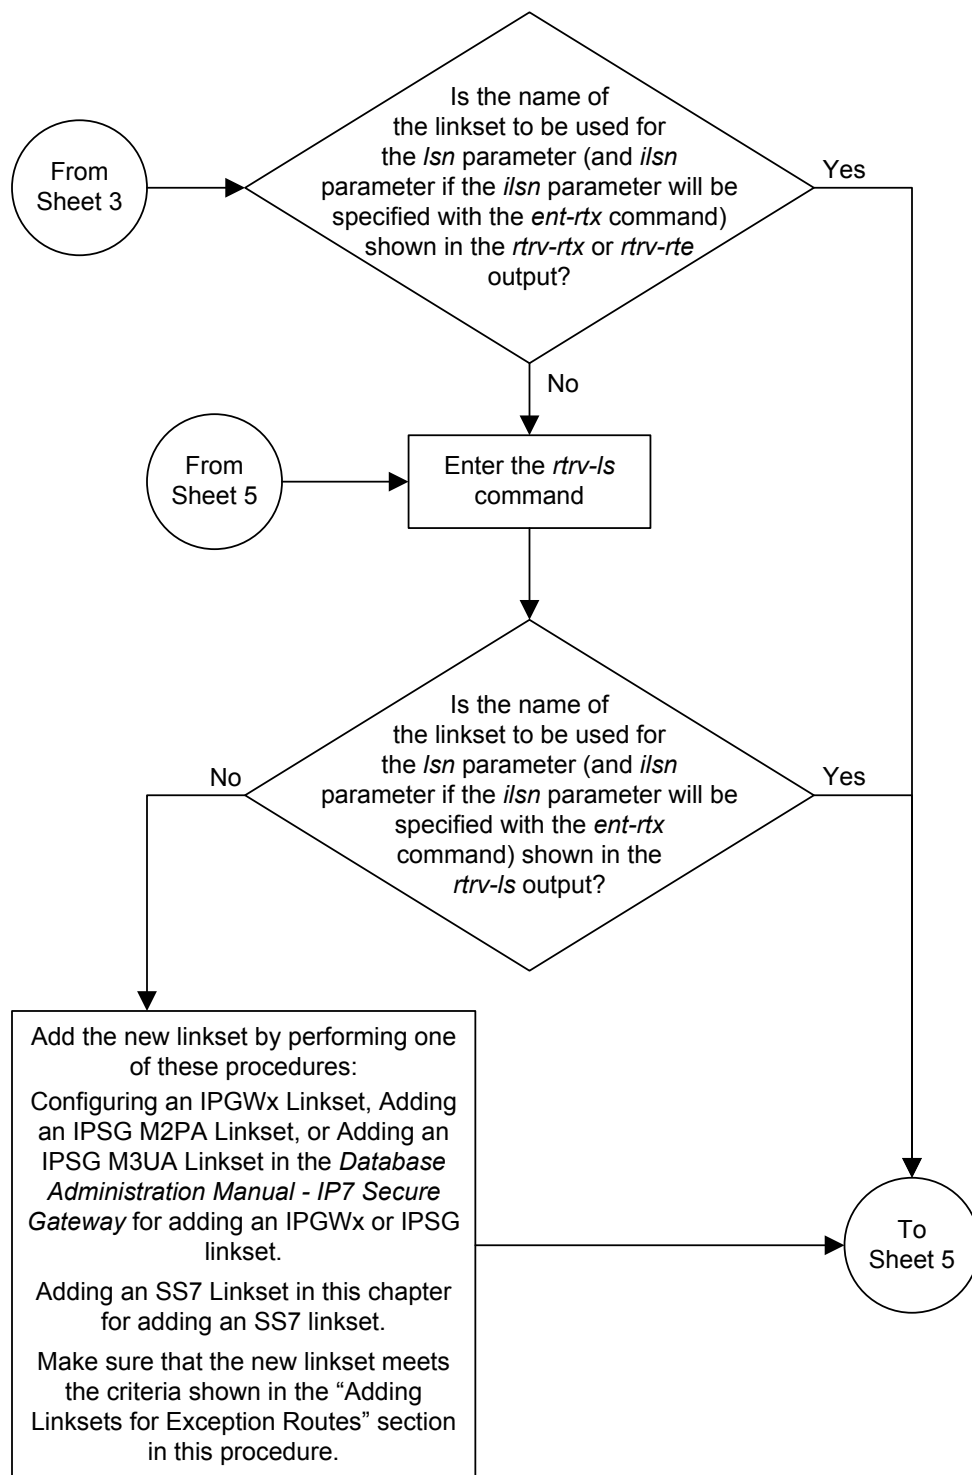 Is the name of
the linkset to be used for
the lsn parameter (and ilsn
parameter if the ilsn parameter will be
specified with the ent-rtx command)
shown in the rtrv-rtx or rtrv-rte
output?
From
Sheet 3
Yes
No
From
Sheet 5
Enter the rtrv-ls
command
Is the name of
the linkset to be used for
the lsn parameter (and ilsn
parameter if the ilsn parameter will be
specified with the ent-rtx
command) shown in the
rtrv-ls output?
No
Yes
Add the new linkset by performing one
of these procedures:
Configuring an IPGWx Linkset, Adding
an IPSG M2PA Linkset, or Adding an
IPSG M3UA Linkset in the Database
Administration Manual - IP7 Secure
Gateway for adding an IPGWx or IPSG
linkset.
Adding an SS7 Linkset in this chapter
for adding an SS7 linkset.
Make sure that the new linkset meets
the criteria shown in the “Adding
Linksets for Exception Routes” section
in this procedure.
To
Sheet 5